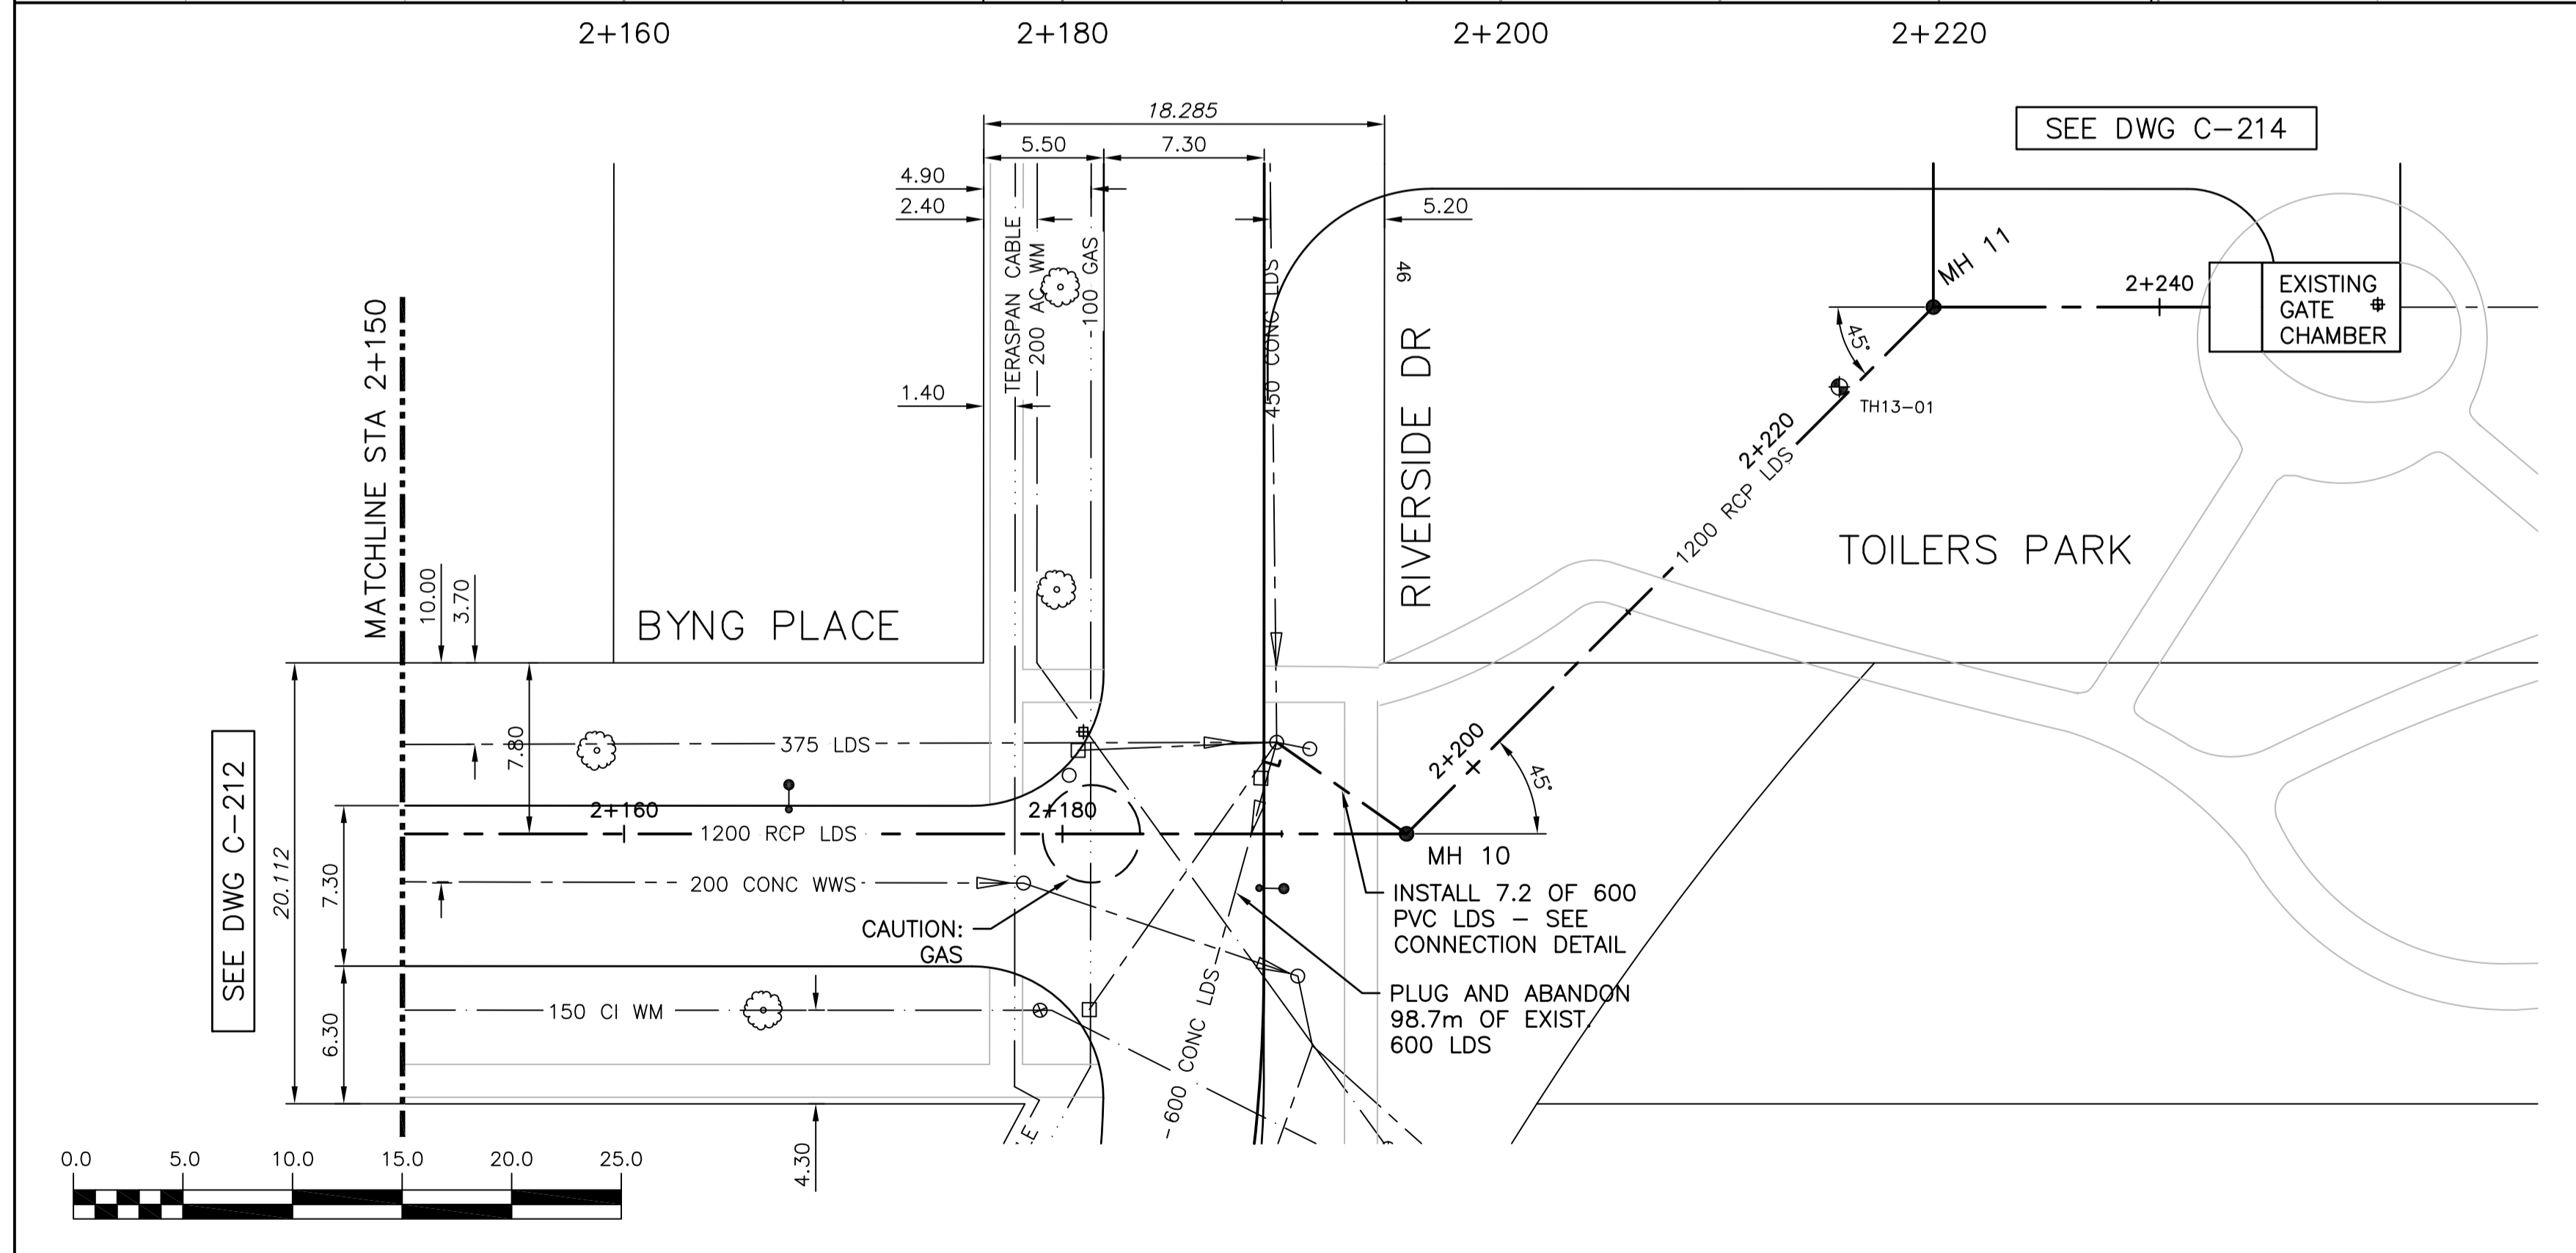 2+160 2+180 2+200 2+220
18.285
SEE DWG C-214
5.50 7.30
4.90
2.40 5.20
TERASPAN CABLE
200 AC WM
100 GAS
450 CONC LDS
46
RIVERSIDE DR
MH 11
2+240
EXISTING
GATE
CHAMBER
45°
TH13-01
1.40
MATCHLINE STA 2+150
2+220
1200 RCP LDS
TOILERS PARK
10.00
3.70
BYNG PLACE
7.80
375 LDS
2+200
45°
2+160 2+180
1200 RCP LDS
MH 10
SEE DWG C-212
20.112
7.30
200 CONC WWS
CAUTION:
GAS
INSTALL 7.2 OF 600
PVC LDS – SEE
CONNECTION DETAIL
600 CONC LDS
PLUG AND ABANDON
98.7m OF EXIST.
600 LDS
6.30
150 CI WM
E
4.30
0.0 5.0 10.0 15.0 20.0 25.0